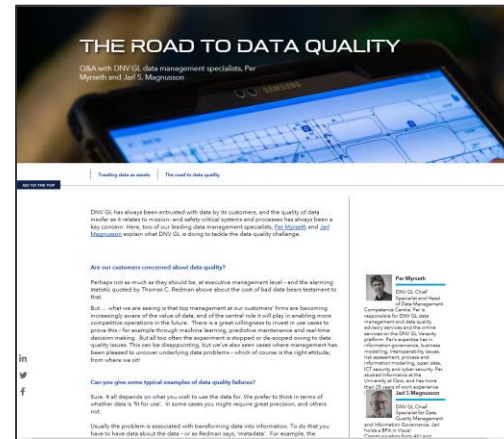 THE ROAD TO DATA QUALITY
Q&A with DNV GL data management specialists, Per
Myrseth and Jarl S. Magnusson
SAMSUNG
Treating data as assets
The road to data quality
GO TO THE TOP
DNV GL has always been entrusted with data by its customers, and the quality of data
insofar as it relates to mission- and safety-critical systems and processes has always been a
key concern. Here, two of our leading data management specialists, Per Myrseth and Jarl
Magnusson explain what DNV GL is doing to tackle the data quality challenge.
Are our customers concerned about data quality?
Perhaps not as much as they should be, at executive management level – and the alarming
statistic quoted by Thomas C. Redman above about the cost of bad data been testament to
that.
But … what we are seeing is that top management at our customers' firms are becoming
increasingly aware of the value of data, and of the central role it will play in enabling more
competitive operations in the future. There is a great willingness to invest in use cases to
prove this – for example through machine learning, predictive maintenance and real-time
decision making. But all too often the experiment is stopped or de-scoped owing to data
quality issues. This can be disappointing, but we've also seen cases where management has
been pleased to uncover underlying data problems – which of course is the right attitude,
from where we sit!
Can you give some typical examples of data quality failures?
Sure. It all depends on what you wish to use the data for. We prefer to think in terms of
whether data is 'fit for use'. In some cases you might require great precision, and others
not.
Usually the problem is associated with transforming data into information. To do that you
have to have data about the data – or as Redman says, 'metadata'. For example, the
Per Myrseth
DNV GL Chief
Specialist and Head
of Data Management
Competence Centre. Per is
responsible for DNV GL data
management and data quality
advisory services and the online
services on the DNV GL Veracity
platform. Per's expertise lies in
information governance, business
modelling, interoperability issues,
risk assessment, process and
information modelling, open data,
ICT security and cyber security. Per
studied Informatics at the
University of Oslo, and has more
than 25 years of work experience
Jarl S Magnusson
DNV GL Chief
Specialist for Data
Quality Management
and Information Governance. Jarl
holds a BFA in Visual